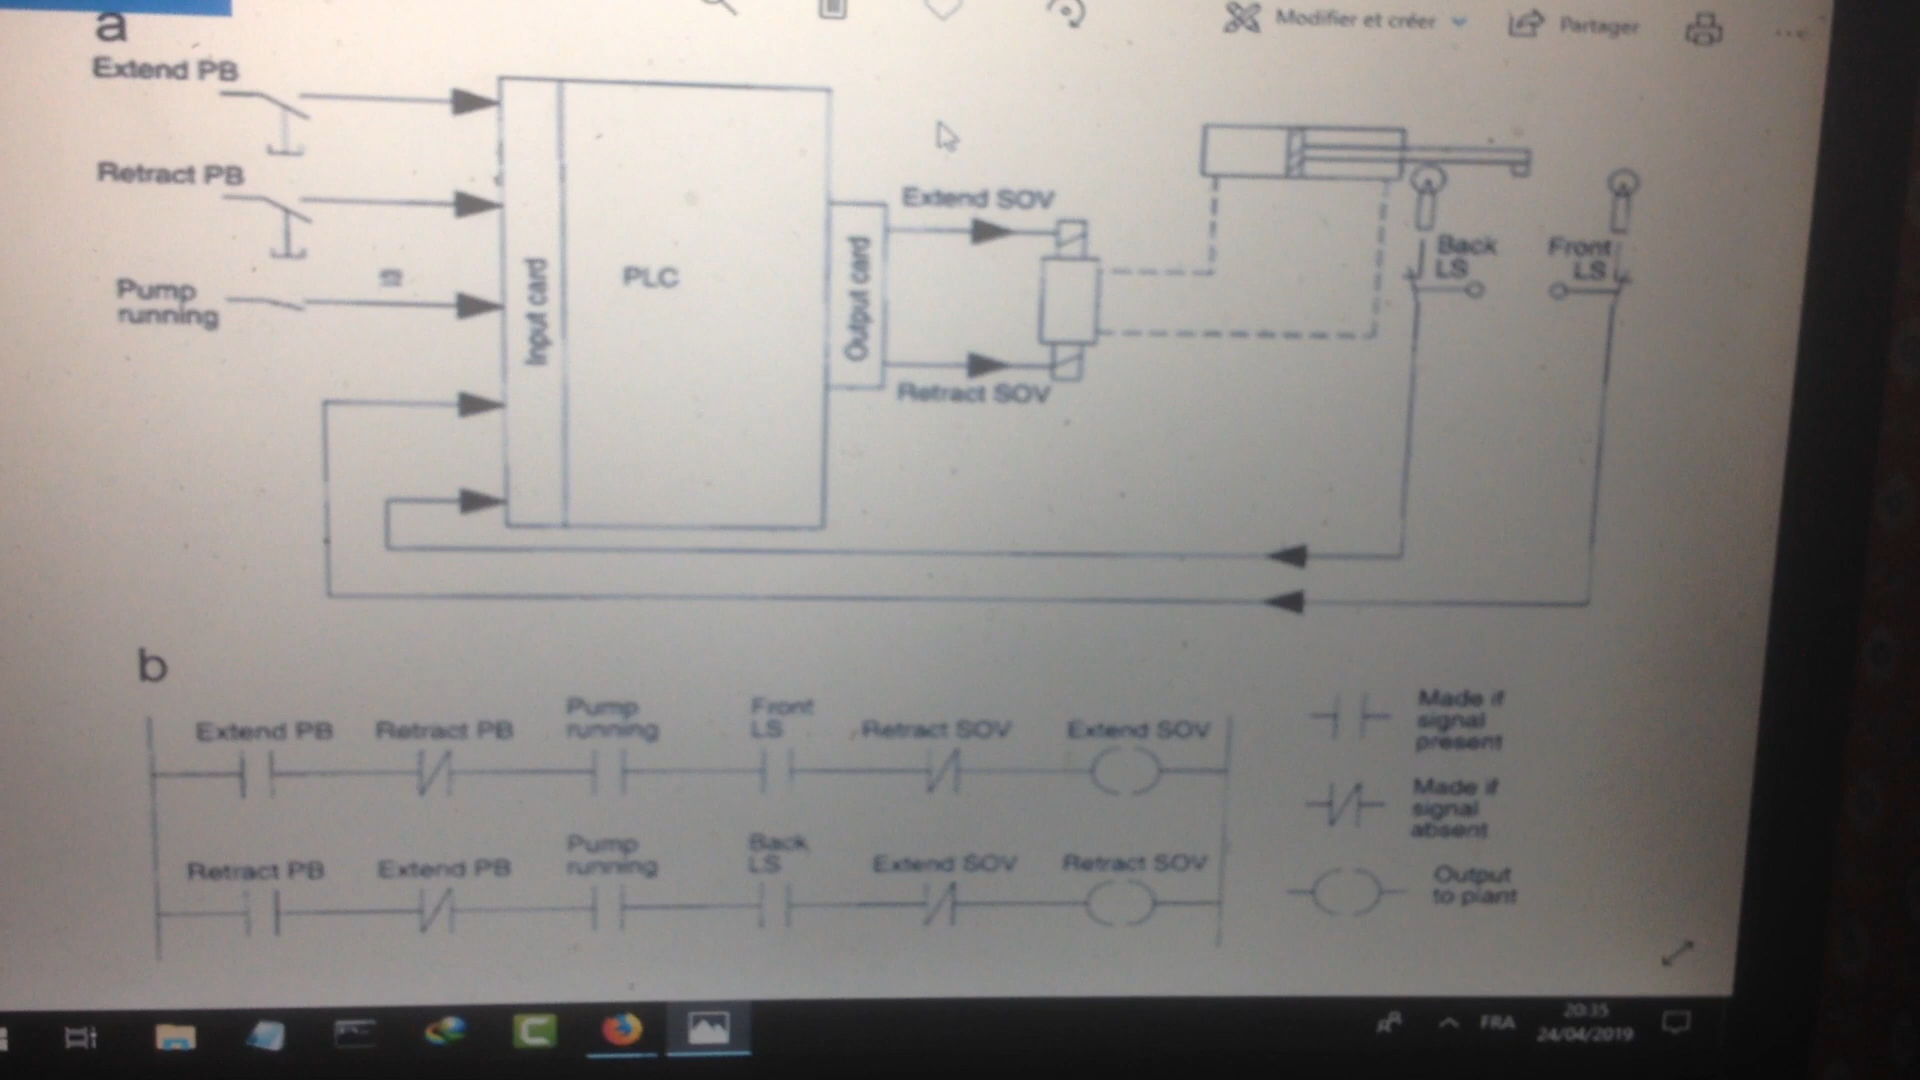 Modifier et créer
Partager
a
Extend PB
Retract PB
Pump
running
Input card
PLC
Output card
Extend SOV
Retract SOV
Back
LS
Front
LS
b
Extend PB
Retract PB
Pump
running
Front
LS
Retract SOV
Extend SOV
Retract PB
Extend PB
Pump
running
Back
LS
Extend SOV
Retract SOV
Made if
signal
present
Made if
signal
absent
Output
to plant
FRA
20:35
24/04/2019